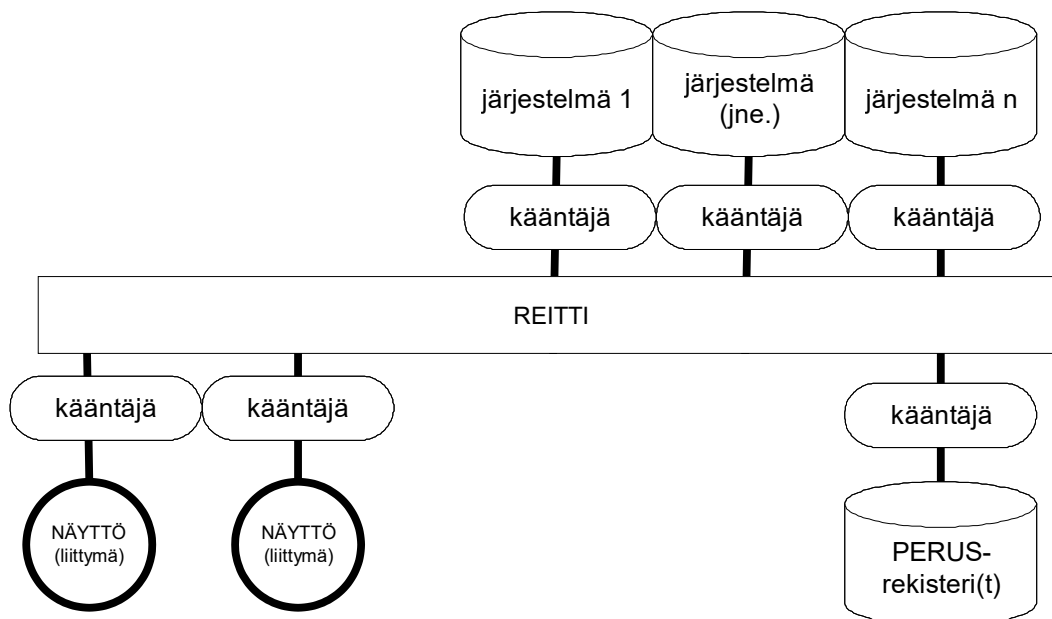 järjestelmä 1
järjestelmä
(jne.)
järjestelmä n
kääntäjä
kääntäjä
kääntäjä
REITTI
kääntäjä
kääntäjä
kääntäjä
NÄYTTÖ
(liittymä)
NÄYTTÖ
(liittymä)
PERUS-
rekisteri(t)